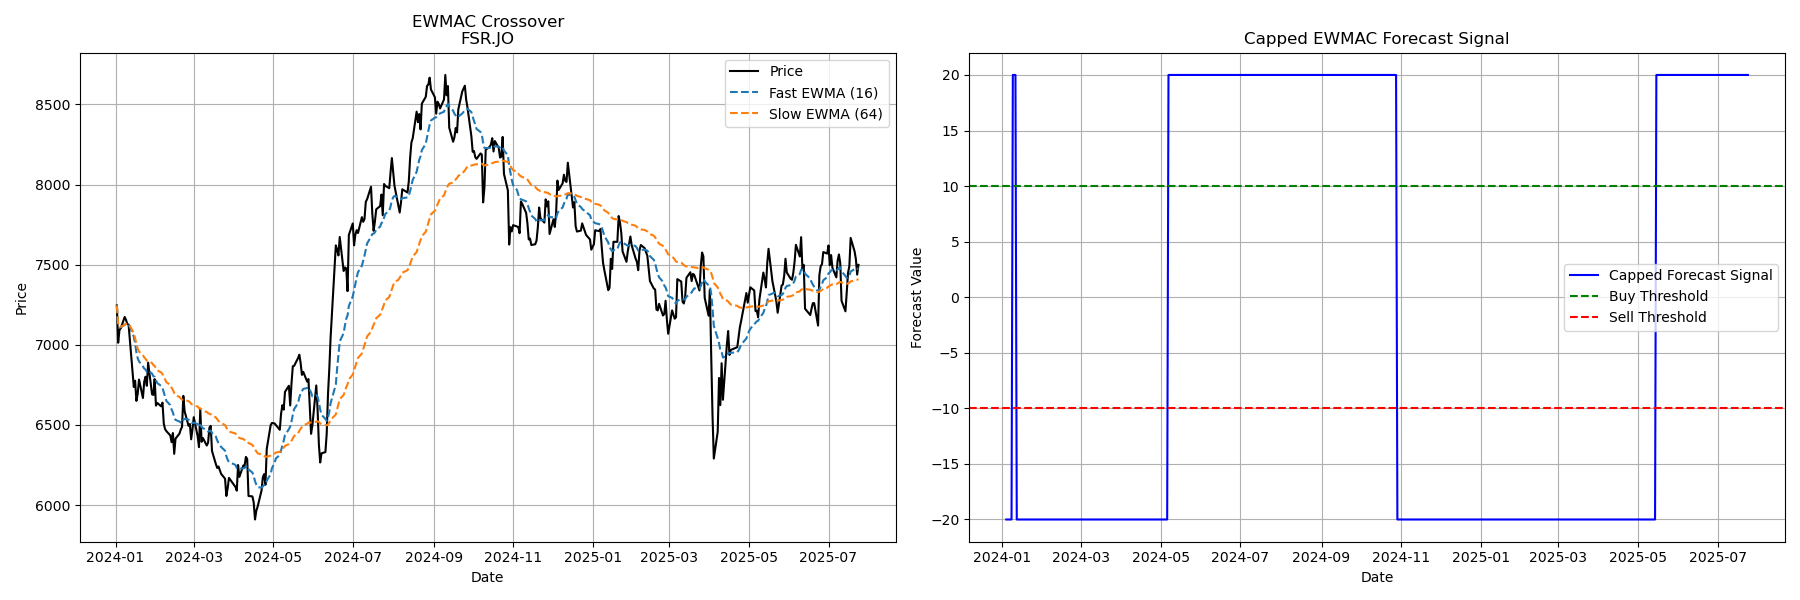 EWMAC Crossover
FSR.JO
Price
Fast EWMA (16)
Slow EWMA (64)
8500
8000
7500
7000
6500
6000
Price
2024-01 2024-03 2024-05 2024-07 2024-09 2024-11 2025-01 2025-03 2025-05 2025-07
Date
Capped EWMAC Forecast Signal
20
15
10
5
0
−5
−10
−15
−20
Forecast Value
Capped Forecast Signal
Buy Threshold
Sell Threshold
2024-01 2024-03 2024-05 2024-07 2024-09 2024-11 2025-01 2025-03 2025-05 2025-07
Date